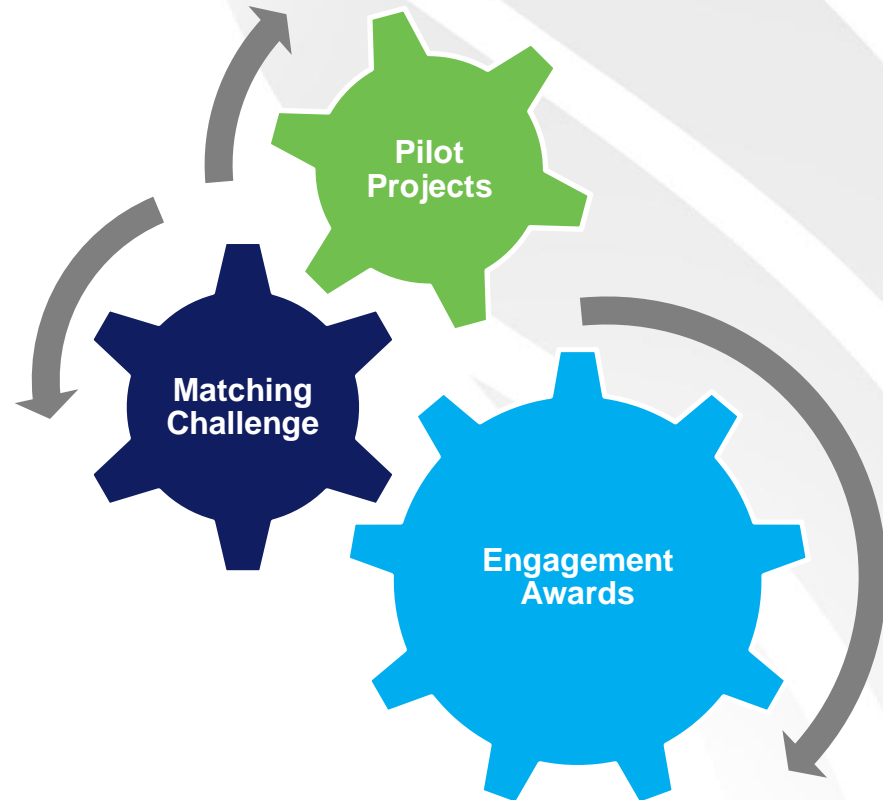 Pilot
Projects
Matching
Challenge
Engagement
Awards